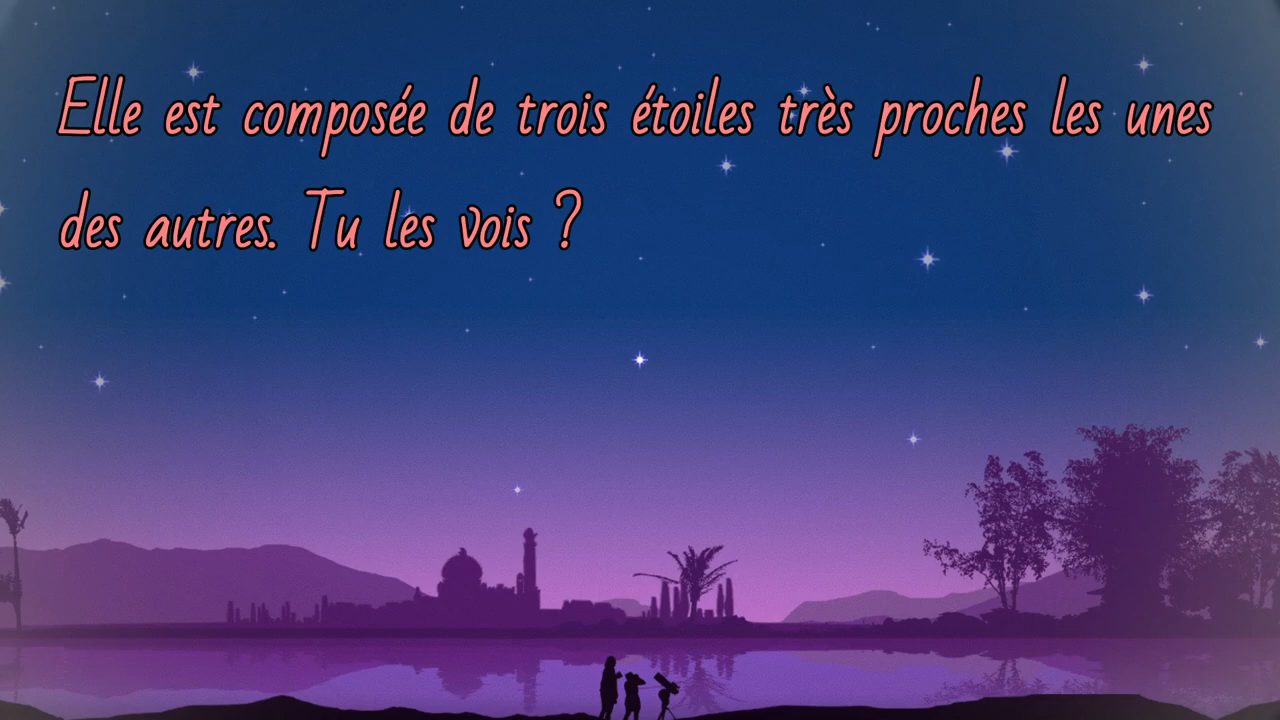 Elle est composée de trois étoiles très proches les unes
des autres. Tu les vois ?